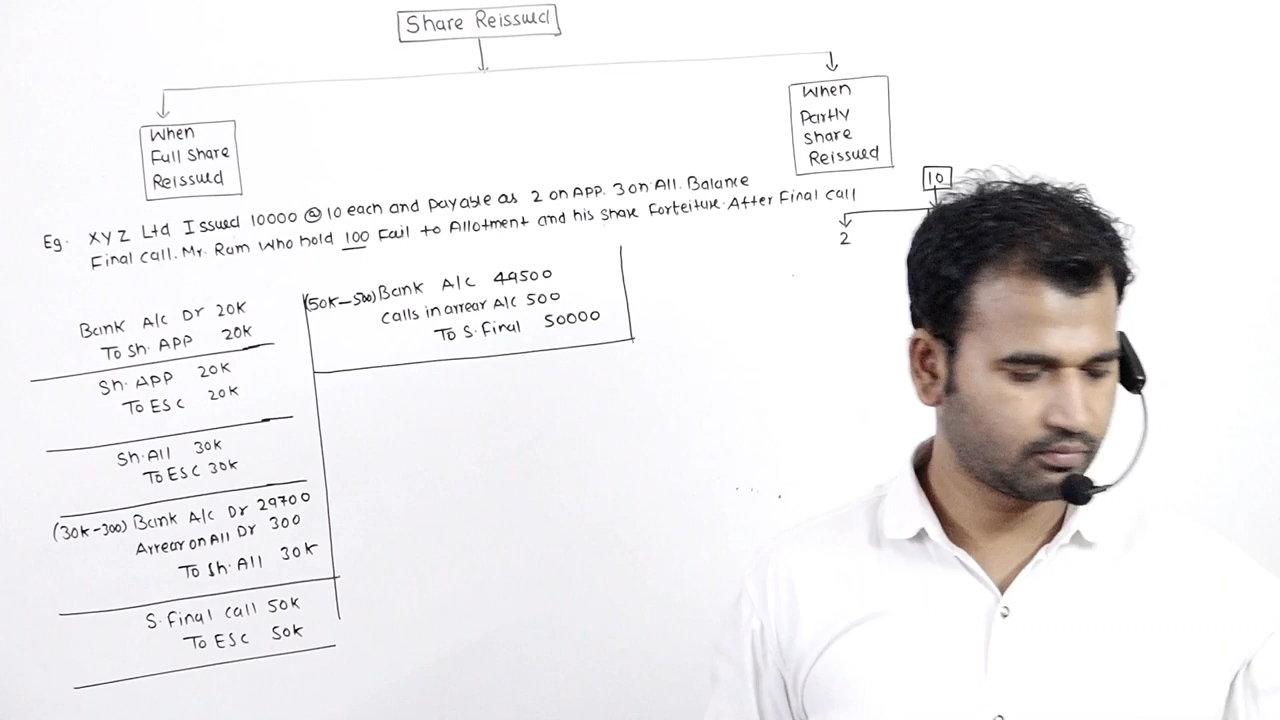 Share Reissued
When
Full Share
Reissued
When
Partly
Share
Reissued
10
2
Eg. XYZ Ltd Issued 10000 @ 10 each and payable as 2 on APP. 3 on All. Balance
Final call. Mr. Ram Who hold 100 Fail to Allotment and his share Forteiture. After Final call
Bank A/c Dr 20K
To Sh. APP 20K
Sh. APP 20K
To ESC 20K
Sh. All 30K
To ESC 30K
(30K-300) Bank A/c Dr 29700
Arrear on All Dr 300
To Sh. All 30K
S. Final call 50K
To ESC 50K
(50K-500) Bank A/c 49500
calls in arrear A/c 500
To S. Final 50000